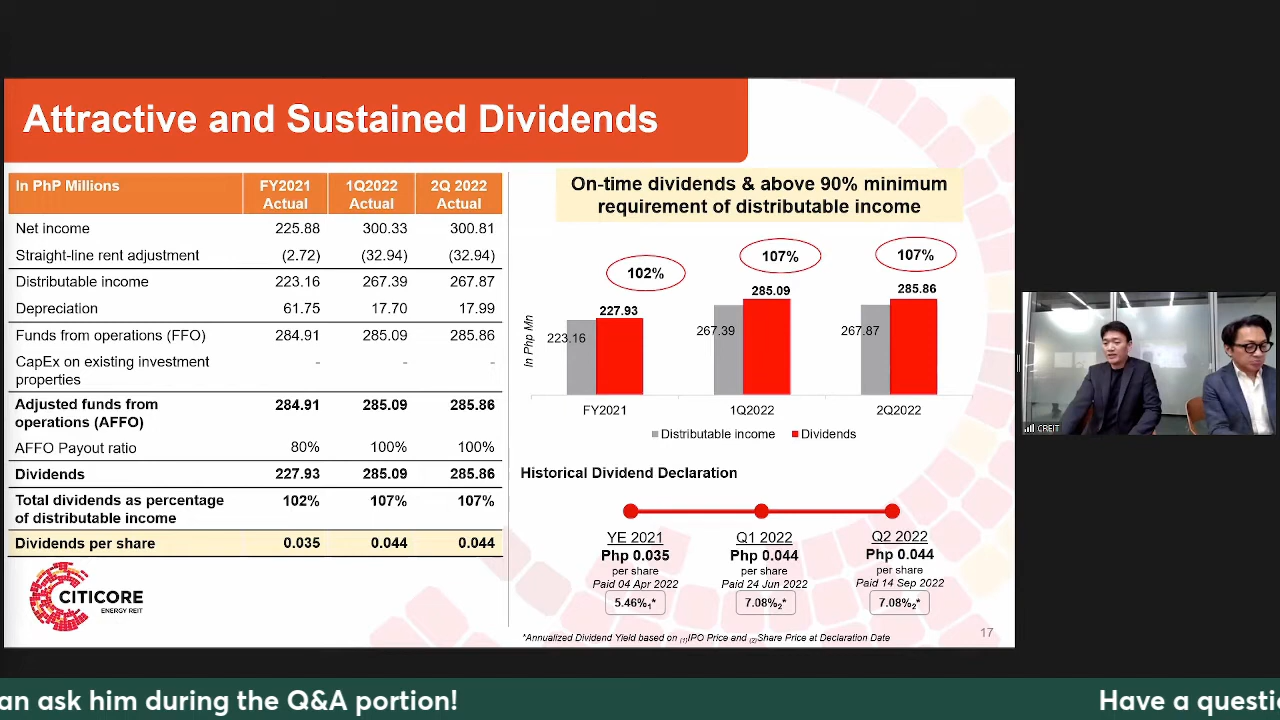 Attractive and Sustained Dividends
In PhP Millions FY2021 Actual 1Q2022 Actual 2Q 2022 Actual
Net income 225.88 300.33 300.81
Straight-line rent adjustment (2.72) (32.94) (32.94)
Distributable income 223.16 267.39 267.87
Depreciation 61.75 17.70 17.99
Funds from operations (FFO) 284.91 285.09 285.86
CapEx on existing investment properties - - -
Adjusted funds from operations (AFFO) 284.91 285.09 285.86
AFFO Payout ratio 80% 100% 100%
Dividends 227.93 285.09 285.86
Total dividends as percentage of distributable income 102% 107% 107%
Dividends per share 0.035 0.044 0.044
CITICORE
ENERGY REIT
On-time dividends & above 90% minimum
requirement of distributable income
102% 107% 107%
In Php Mn
223.16 227.93 267.39 285.09 267.87 285.86
FY2021 1Q2022 2Q2022
Distributable income Dividends
Historical Dividend Declaration
YE 2021 Q1 2022 Q2 2022
Php 0.035 Php 0.044 Php 0.044
per share per share per share
Paid 04 Apr 2022 Paid 24 Jun 2022 Paid 14 Sep 2022
5.46%1* 7.08%2* 7.08%2*
*Annualized Dividend Yield based on (1)IPO Price and (2)Share Price at Declaration Date
17
CREIT
an ask him during the Q&A portion! Have a questi